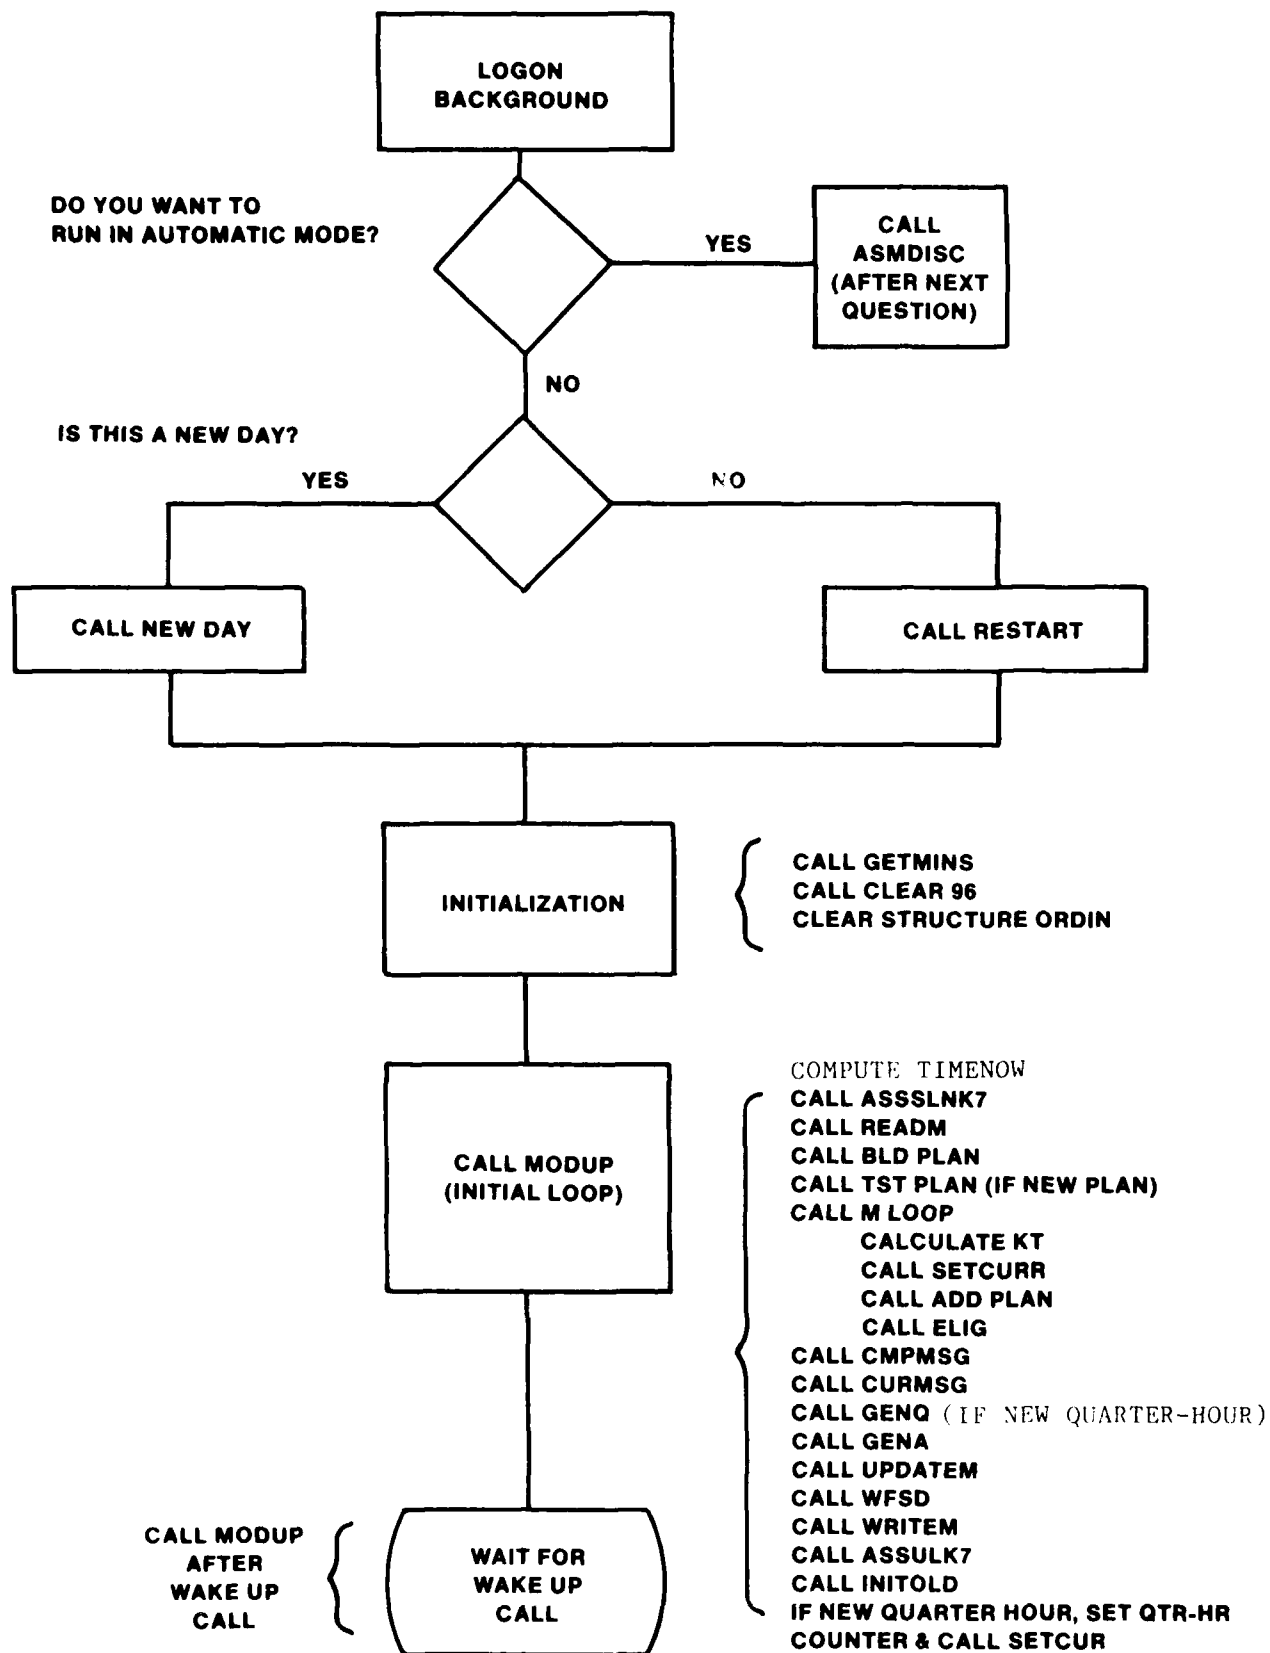 LOGON
BACKGROUND
DO YOU WANT TO
RUN IN AUTOMATIC MODE?
YES
CALL
ASMDISC
(AFTER NEXT
QUESTION)
NO
IS THIS A NEW DAY?
YES
NO
CALL NEW DAY
CALL RESTART
INITIALIZATION
CALL GETMINS
CALL CLEAR 96
CLEAR STRUCTURE ORDIN
CALL MODUP
(INITIAL LOOP)
COMPUTE TIMENOW
CALL ASSSLNK7
CALL READM
CALL BLD PLAN
CALL TST PLAN (IF NEW PLAN)
CALL M LOOP
CALCULATE KT
CALL SETCURR
CALL ADD PLAN
CALL ELIG
CALL CMPMSG
CALL CURMSG
CALL GENQ (IF NEW QUARTER-HOUR)
CALL GENA
CALL UPDATEM
CALL WFSD
CALL WRITEM
CALL ASSULK7
CALL INITOLD
IF NEW QUARTER HOUR, SET QTR-HR
COUNTER & CALL SETCUR
CALL MODUP
AFTER
WAKE UP
CALL
WAIT FOR
WAKE UP
CALL